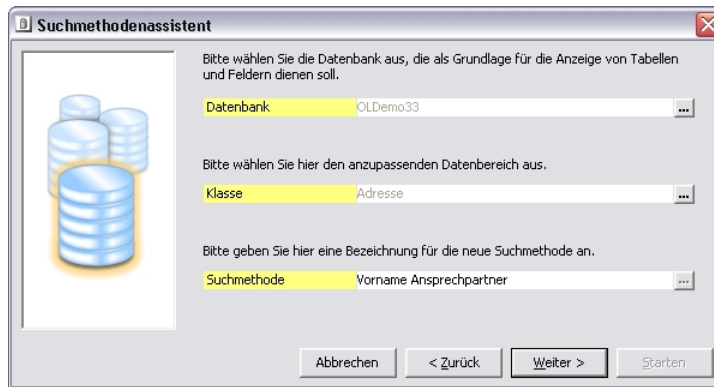 Suchmethodenassistent
Bitte wählen Sie die Datenbank aus, die als Grundlage für die Anzeige von Tabellen
und Feldern dienen soll.
Datenbank OLDemo33 ...
Bitte wählen Sie hier den anzupassenden Datenbereich aus.
Klasse Adresse ...
Bitte geben Sie hier eine Bezeichnung für die neue Suchmethode an.
Suchmethode Vorname Ansprechpartner ...
Abbrechen < Zurück Weiter > Starten